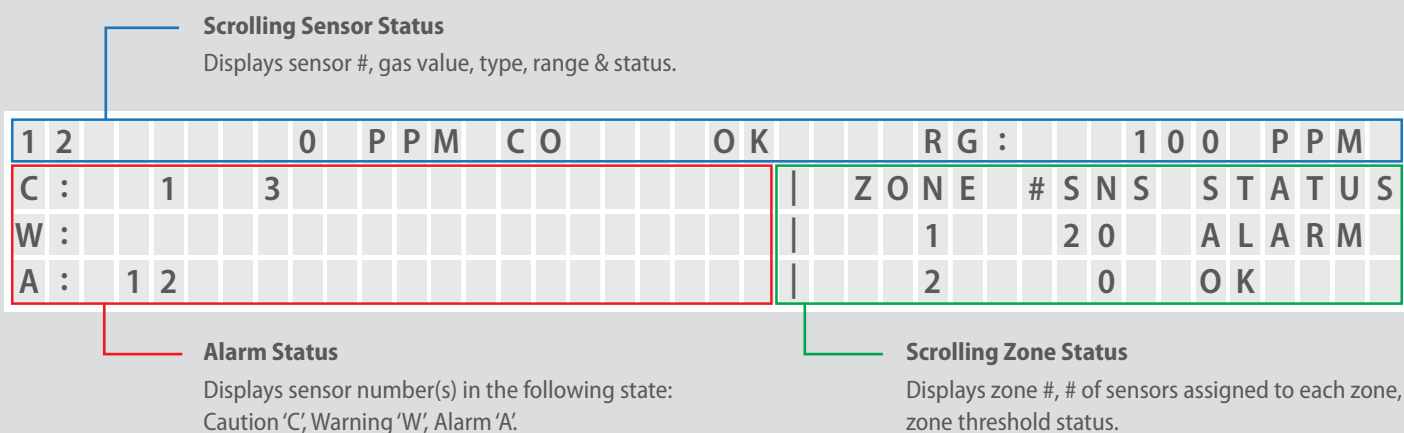 Scrolling Sensor Status
Displays sensor #, gas value, type, range & status.
12 0 PPM CO OK RG: 100 PPM
C: 1 3 | ZONE #SNS STATUS
W: | 1 20 ALARM
A: 12 | 2 0 OK
Alarm Status
Displays sensor number(s) in the following state:
Caution ‘C’, Warning ‘W’, Alarm ‘A’.
Scrolling Zone Status
Displays zone #, # of sensors assigned to each zone,
zone threshold status.